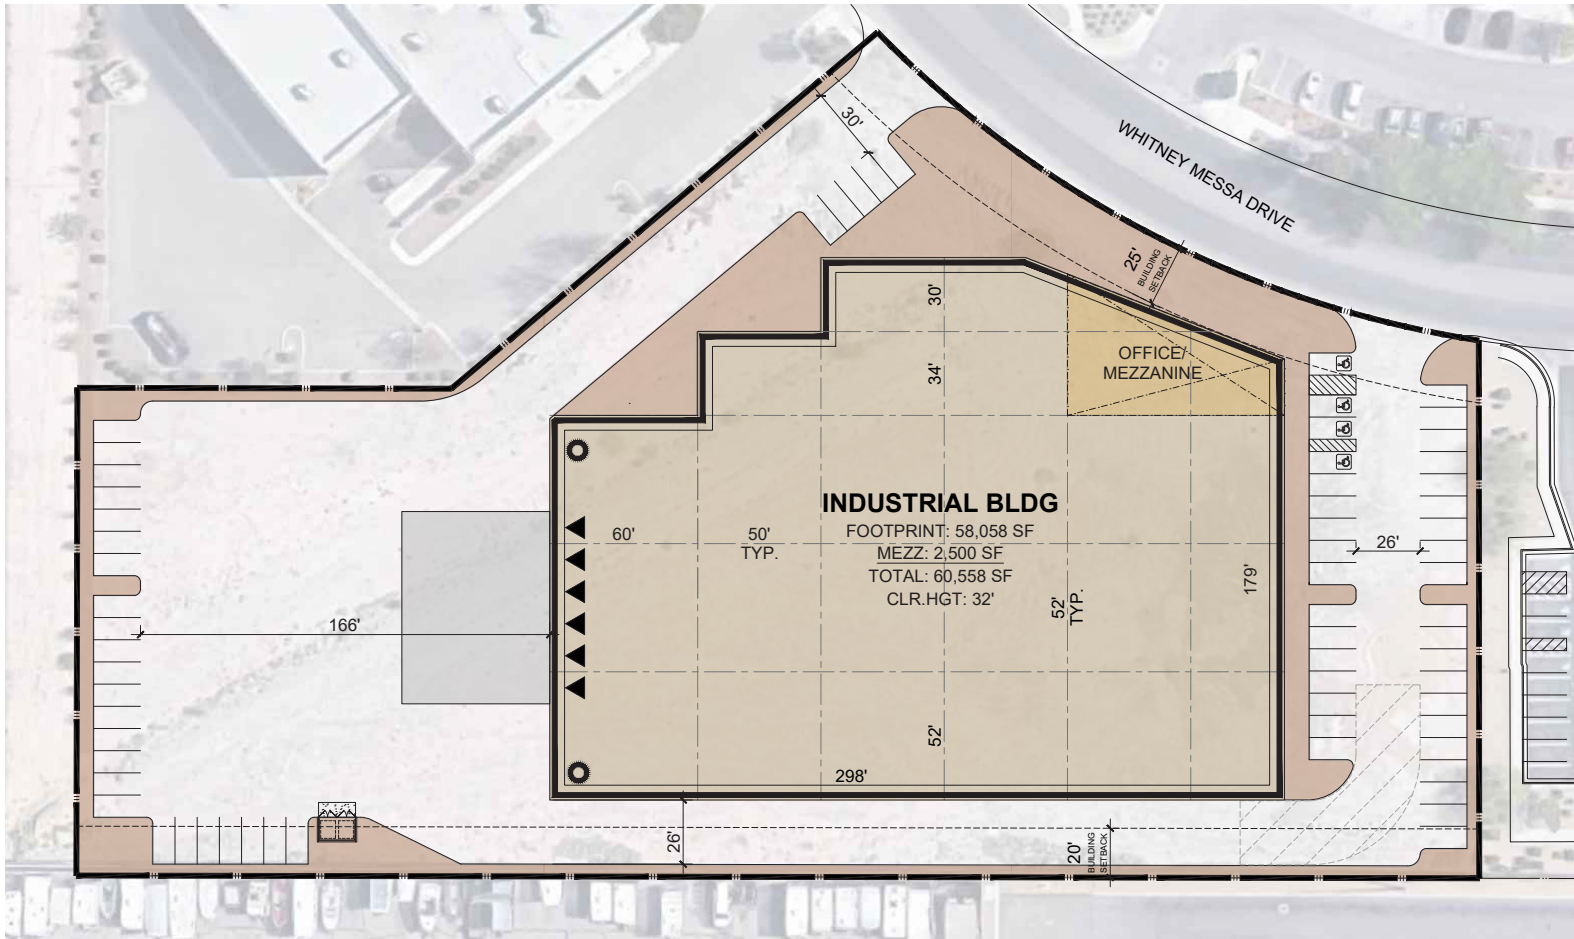 WHITNEY MESSA DRIVE
30'
25'
BUILDING
SETBACK
30'
34'
OFFICE/
MEZZANINE
INDUSTRIAL BLDG
FOOTPRINT: 58,058 SF
MEZZ: 2,500 SF
TOTAL: 60,558 SF
CLR.HGT: 32'
60'
50'
TYP.
52'
TYP.
179'
26'
166'
52'
298'
26'
20'
BUILDING
SETBACK